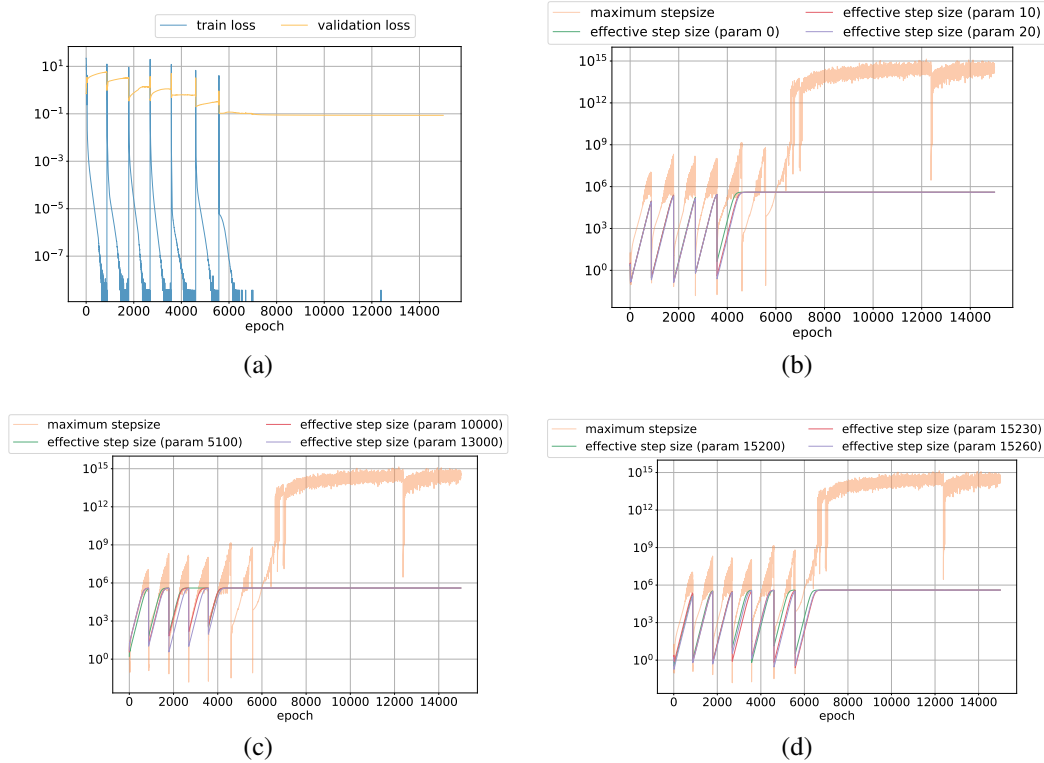 train loss validation loss
10^1
10^-1
10^-3
10^-5
10^-7
0 2000 4000 6000 8000 10000 12000 14000
epoch
(a)
maximum stepsize effective step size (param 10)
effective step size (param 0) effective step size (param 20)
10^15
10^12
10^9
10^6
10^3
10^0
0 2000 4000 6000 8000 10000 12000 14000
epoch
(b)
maximum stepsize effective step size (param 10000)
effective step size (param 5100) effective step size (param 13000)
10^15
10^12
10^9
10^6
10^3
10^0
0 2000 4000 6000 8000 10000 12000 14000
epoch
(c)
maximum stepsize effective step size (param 15230)
effective step size (param 15200) effective step size (param 15260)
10^15
10^12
10^9
10^6
10^3
10^0
0 2000 4000 6000 8000 10000 12000 14000
epoch
(d)